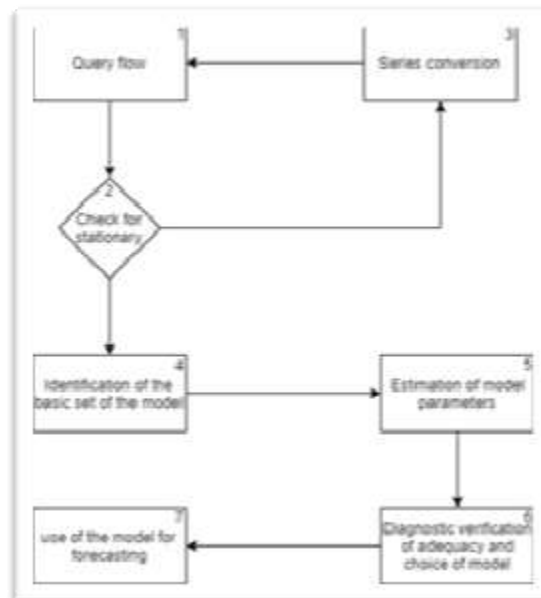 1
Query flow
3
Series conversion
2
Check for
stationary
4
Identification of the
basic set of the model
5
Estimation of model
parameters
7
use of the model for
forecasting
6
Diagnostic verification
of adequacy and
choice of model